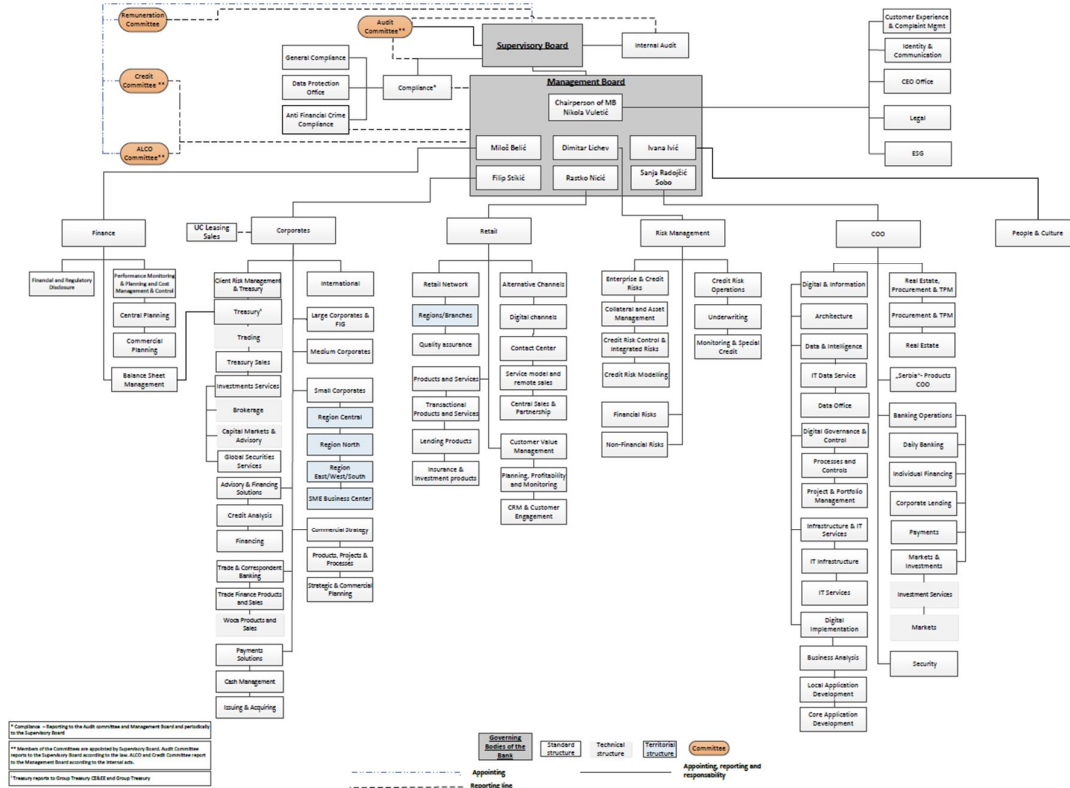 Remuneration
Committee
Audit
Committee**
Supervisory Board
Internal Audit
Customer Experience
& Complaint Mgmt
Identity &
Communication
CEO Office
Legal
ESG
General Compliance
Data Protection
Office
Anti Financial Crime
Compliance
Compliance*
Credit
Committee **
ALCO
Committee**
Management Board
Chairperson of MB
Nikola Vuletić
Miloš Belić
Dimitar Lichev
Ivana Ivić
Filip Stikić
Rastko Nicić
Sanja Radojčić
Sobo
Finance
UC Leasing
Sales
Corporates
Retail
Risk Management
COO
People & Culture
Financial and Regulatory
Disclosure
Performance Monitoring
& Planning and Cost
Management & Control
Central Planning
Commercial
Planning
Balance Sheet
Management
Client Risk Management
& Treasury
Treasury¹
Trading
Treasury Sales
Investments Services
Brokerage
Capital Markets &
Advisory
Global Securities
Services
Advisory & Financing
Solutions
Credit Analysis
Financing
Trade & Correspondent
Banking
Trade Finance Products
and Sales
Woca Products and
Sales
Payments
Solutions
Cash Management
Issuing & Acquiring
International
Large Corporates &
FIG
Medium Corporates
Small Corporates
Region Central
Region North
Region
East/West/South
SME Business Center
Commercial Strategy
Products, Projects &
Processes
Strategic & Commercial
Planning
Retail Network
Regions/Branches
Quality assurance
Products and Services
Transactional
Products and Services
Lending Products
Insurance &
Investment products
Alternative Channels
Digital channels
Contact Center
Service model and
remote sales
Central Sales &
Partnership
Customer Value
Management
Planning, Profitability
and Monitoring
CRM & Customer
Engagement
Enterprise & Credit
Risks
Collateral and Asset
Management
Credit Risk Control &
Integrated Risks
Credit Risk Modelling
Financial Risks
Non-Financial Risks
Credit Risk
Operations
Underwriting
Monitoring & Special
Credit
Digital & Information
Architecture
Data & Intelligence
IT Data Service
Data Office
Digital Governance &
Control
Processes and
Controls
Project & Portfolio
Management
Infrastructure & IT
Services
IT Infrastructure
IT Services
Digital
Implementation
Business Analysis
Local Application
Development
Core Application
Development
Real Estate,
Procurement & TPM
Procurement & TPM
Real Estate
„Serbia"- Products
COO
Banking Operations
Daily Banking
Individual Financing
Corporate Lending
Payments
Markets &
Investments
Investment Services
Markets
Security
* Compliance – Reporting to the Audit committee and Management Board and periodically
to the Supervisory Board
** Members of the Committees are appointed by Supervisory Board. Audit Committee
reports to the Supervisory Board according to the law. ALCO and Credit Committee report
to the Management Board according to the internal acts.
¹Treasury reports to Group Treasury CE&EE and Group Treasury
Governing
Bodies of the
Bank
Standard
structure
Technical
structure
Territorial
structure
Committee
Appointing
Reporting line
Appointing, reporting and
responsability